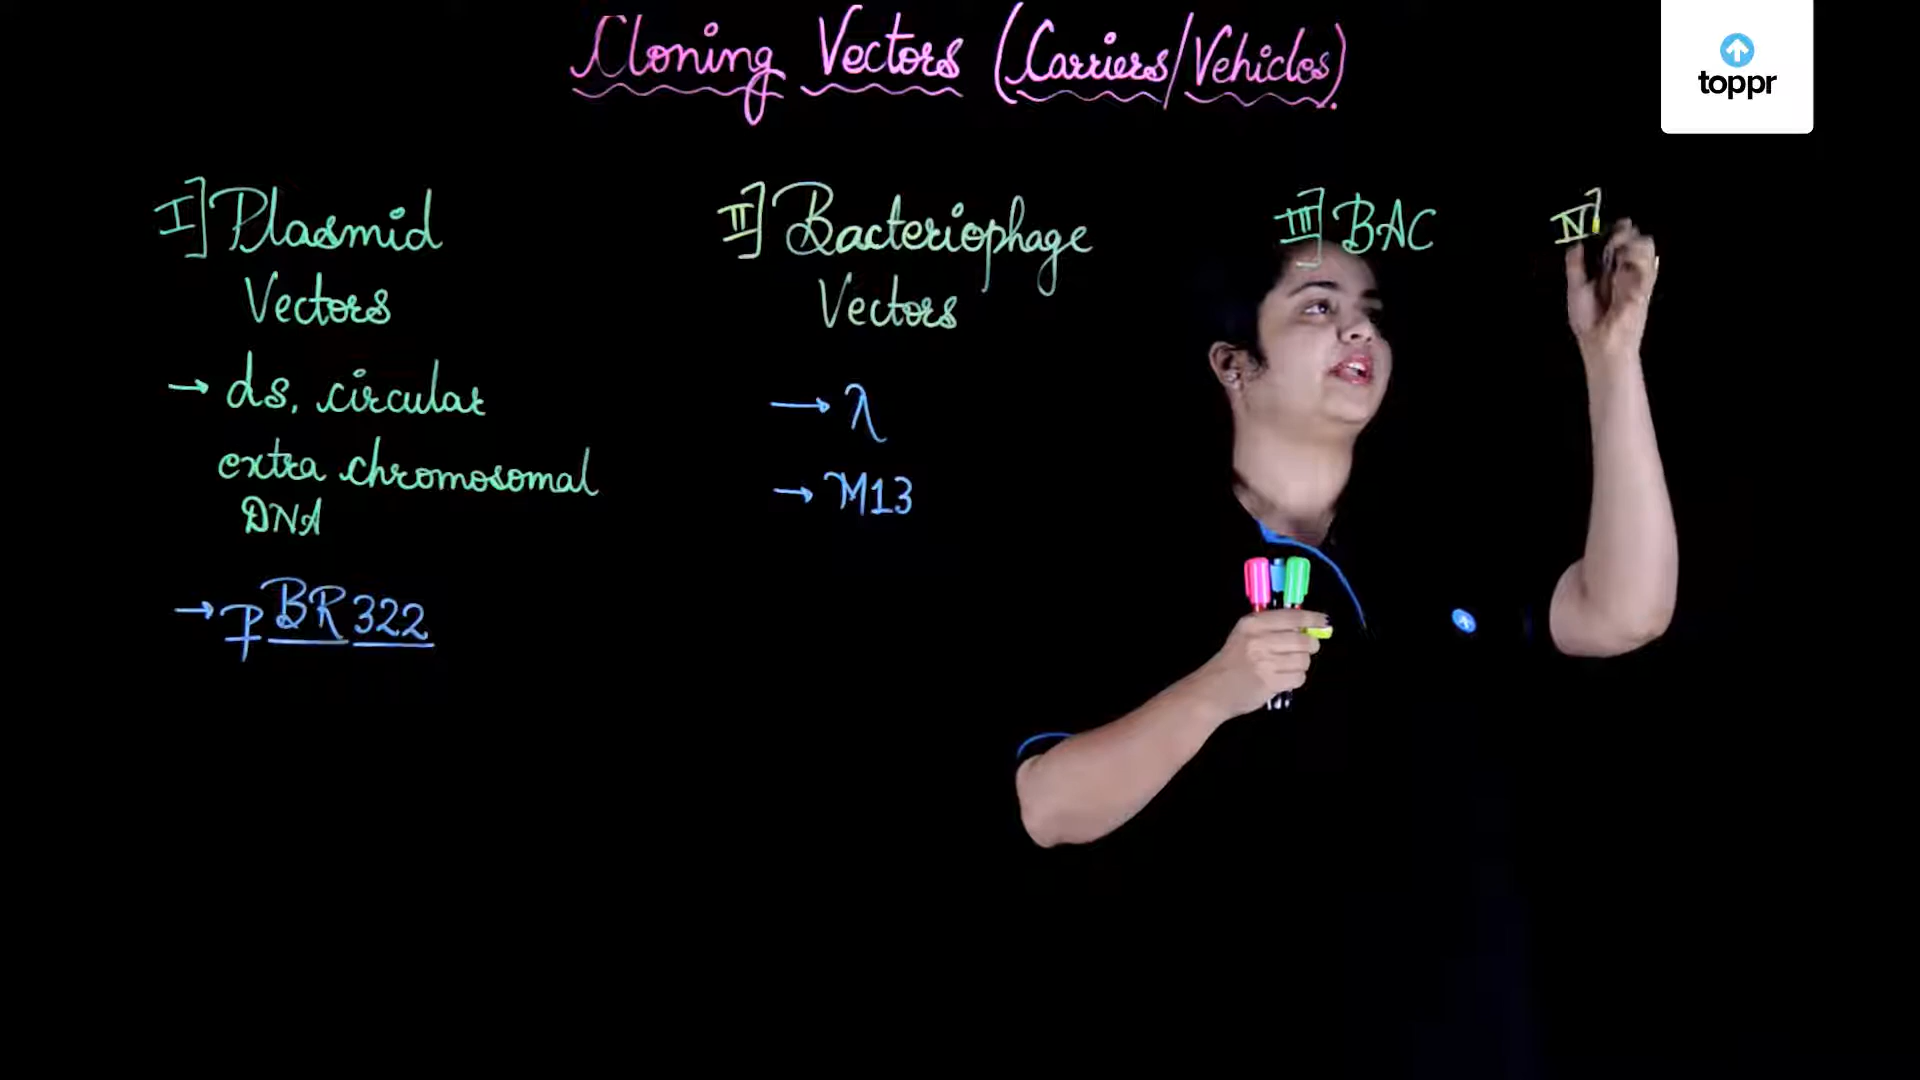 Cloning Vectors (Carriers/Vehicles)
toppr
I] Plasmid
Vectors
→ ds, circular
extra chromosomal
DNA
→ pBR322
II] Bacteriophage
Vectors
→ λ
→ M13
III] BAC
IV]